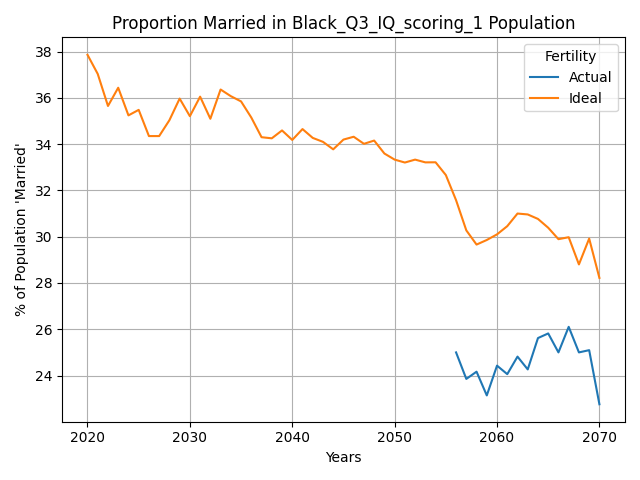 Proportion Married in Black_Q3_IQ_scoring_1 Population
Fertility
Actual
Ideal
% of Population 'Married'
38
36
34
32
30
28
26
24
2020
2030
2040
2050
2060
2070
Years